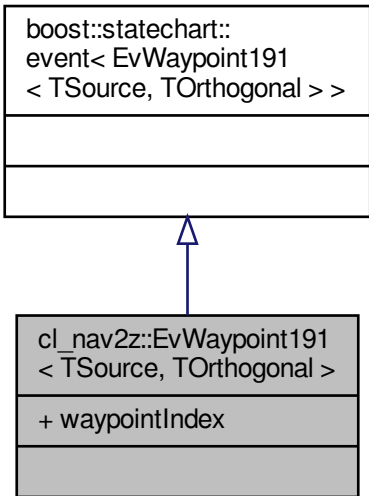 boost::statechart::
event< EvWaypoint191
< TSource, TOrthogonal > >
cl_nav2z::EvWaypoint191
< TSource, TOrthogonal >
+ waypointIndex